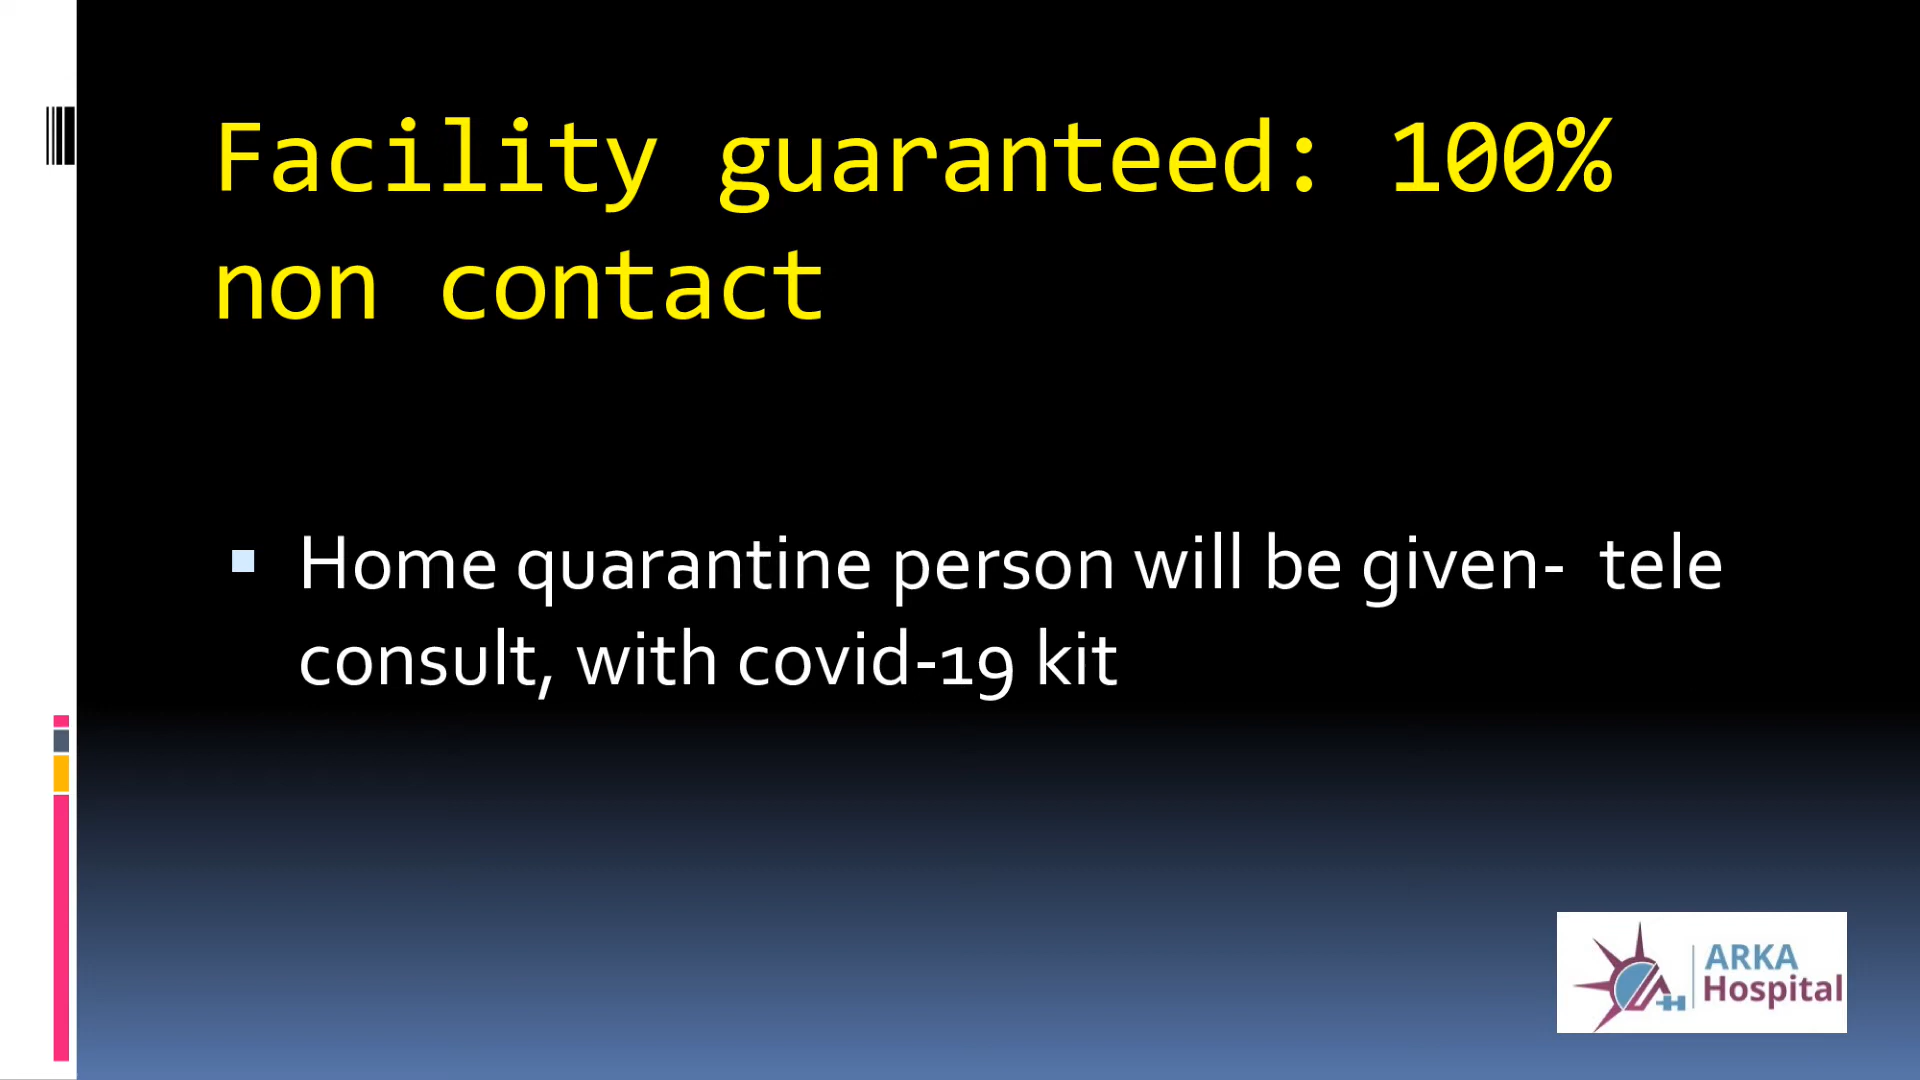 Facility guaranteed: 100%
non contact
Home quarantine person will be given-  tele
consult, with covid-19 kit
ARKA
Hospital